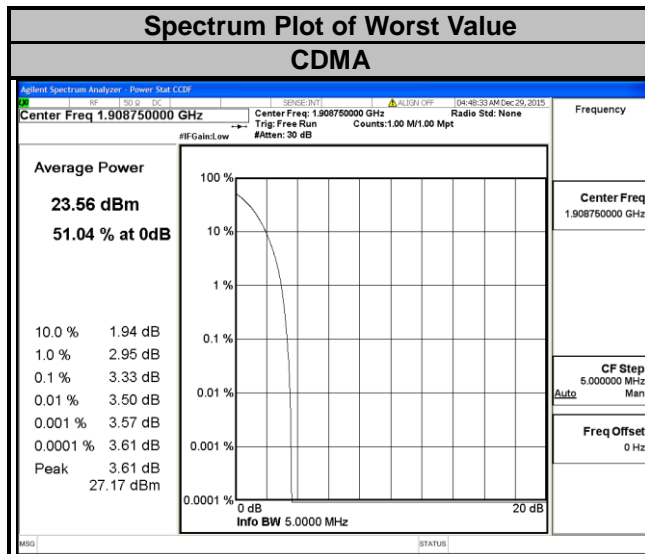 Spectrum Plot of Worst Value
CDMA
Agilent Spectrum Analyzer - Power Stat CCDF
RF 50 Ω DC SENSE:INT ALIGN OFF 04:48:33 AM Dec 29, 2015
Center Freq 1.908750000 GHz
Center Freq: 1.908750000 GHz Radio Std: None
Trig: Free Run Counts:1.00 M/1.00 Mpt
#IFGain:Low #Atten: 30 dB
Frequency
Average Power
23.56 dBm
51.04 % at 0dB
10.0 % 1.94 dB
1.0 % 2.95 dB
0.1 % 3.33 dB
0.01 % 3.50 dB
0.001 % 3.57 dB
0.0001 % 3.61 dB
Peak 3.61 dB
27.17 dBm
100 %
10 %
1 %
0.1 %
0.01 %
0.001 %
0.0001 %
0 dB 20 dB
Info BW 5.0000 MHz
Center Freq
1.908750000 GHz
CF Step
5.000000 MHz
Auto Man
Freq Offset
0 Hz
MSG STATUS